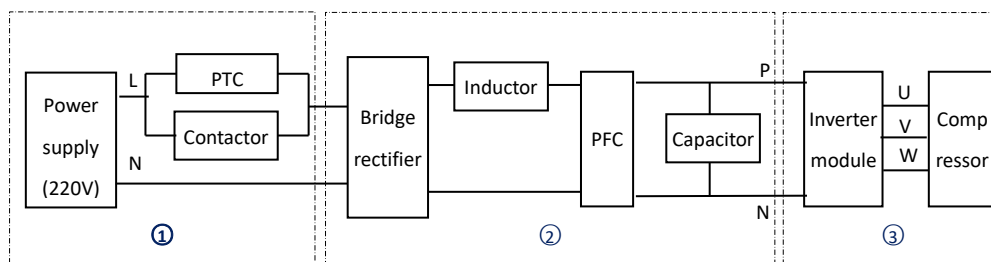 L
PTC
Power
supply
(220V)
Contactor
N
①
Bridge
rectifier
Inductor
PFC
P
Capacitor
N
②
Inverter
module
U
V
W
Comp
ressor
③